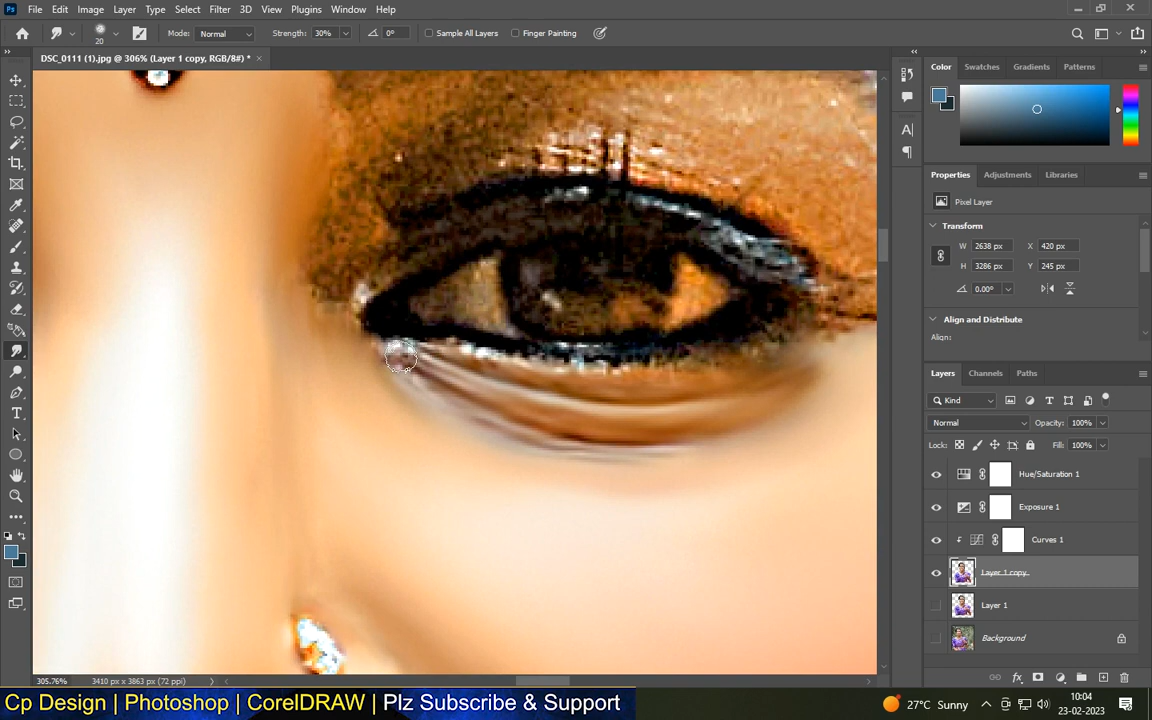 Ps File Edit Image Layer Type Select Filter 3D View Plugins Window Help
20 Mode: Normal Strength: 30% 0° Sample All Layers Finger Painting
DSC_0111 (1).jpg @ 306% (Layer 1 copy, RGB/8#) * ×
Color Swatches Gradients Patterns
Properties Adjustments Libraries
Pixel Layer
Transform
W 2638 px X 420 px
H 3286 px Y 245 px
0.00°
Align and Distribute
Align:
Layers Channels Paths
Kind
Normal Opacity: 100%
Lock: Fill: 100%
Hue/Saturation 1
Exposure 1
Curves 1
Layer 1 copy
Layer 1
Background
305.76% 3410 px x 3863 px (72 ppi)
Cp Design | Photoshop | CorelDRAW | Plz Subscribe & Support
27°C Sunny
10:04
23-02-2023